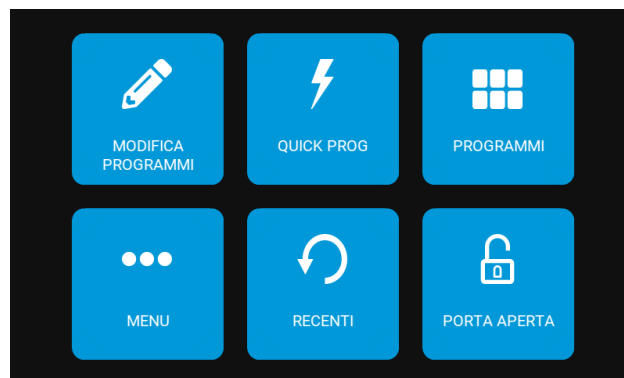 MODIFICA
PROGRAMMI
QUICK PROG
PROGRAMMI
MENU
RECENTI
PORTA APERTA